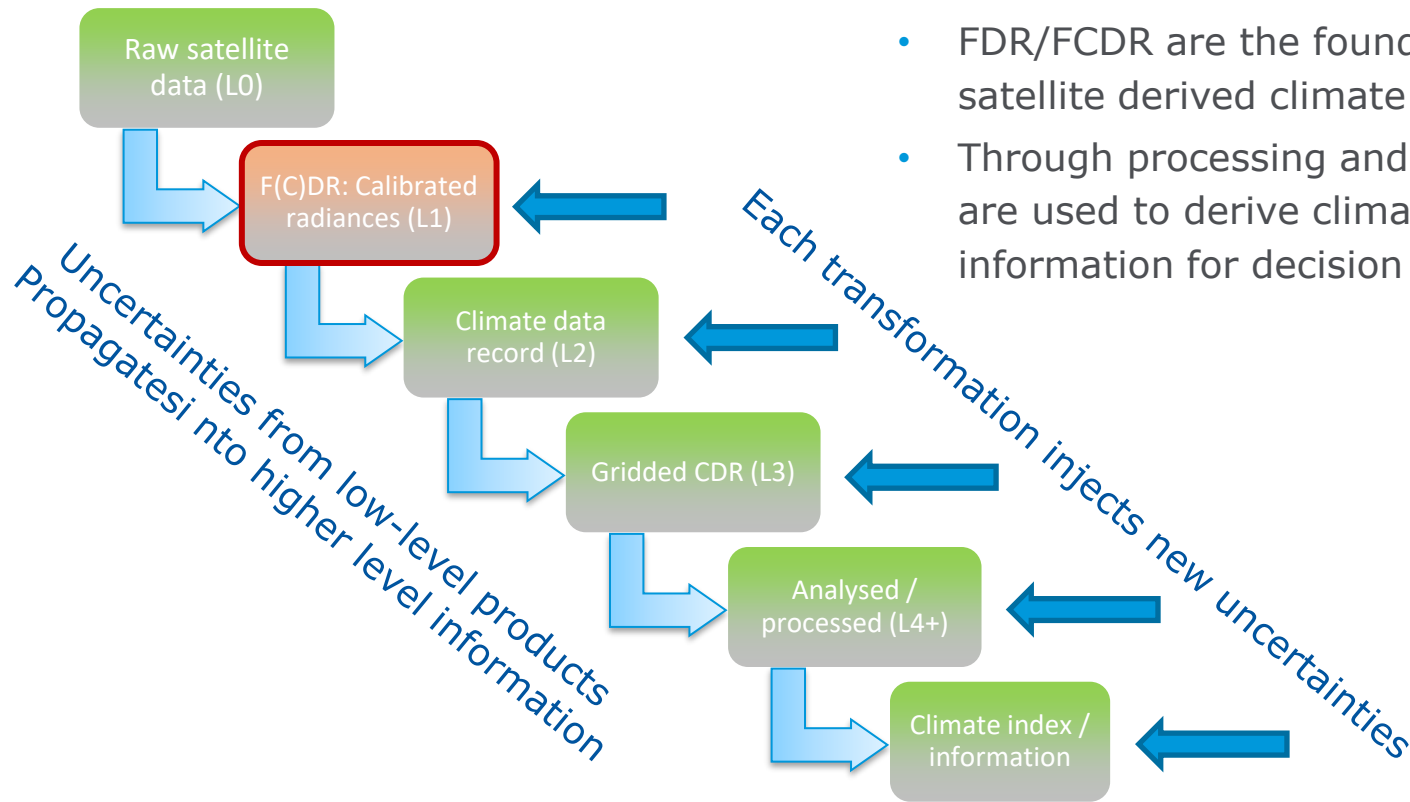 Raw satellite
data (L0)
F(C)DR: Calibrated
radiances (L1)
Climate data
record (L2)
Gridded CDR (L3)
Analysed /
processed (L4+)
Climate index /
information
Uncertainties from low-level products
Propagatesi nto higher level information
Each transformation injects new uncertainties
• FDR/FCDR are the found
satellite derived climate
• Through processing and
are used to derive clima
information for decision